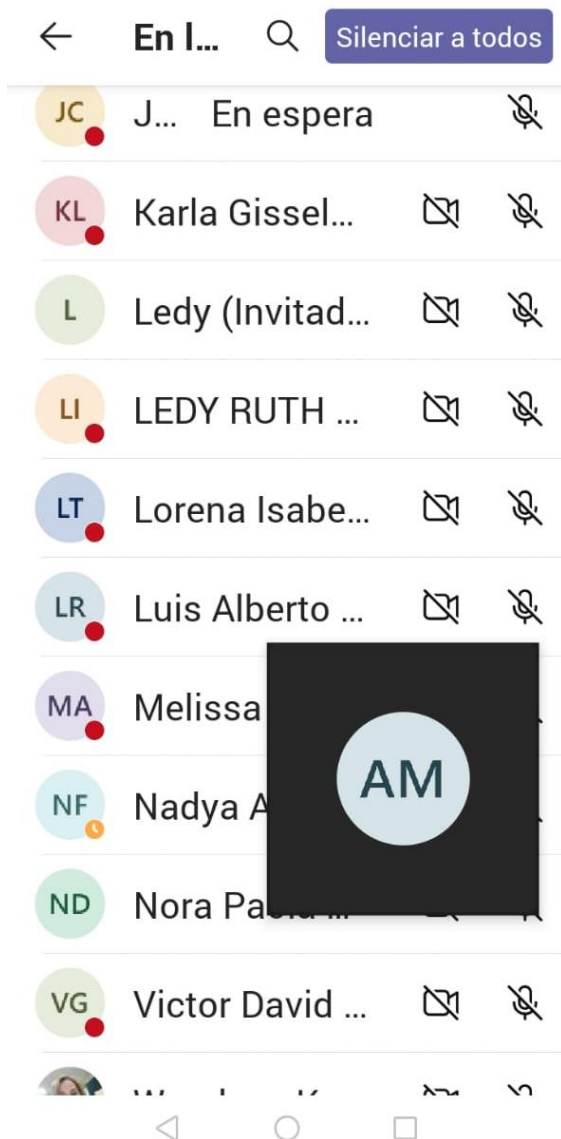 En l... Silenciar a todos
JC J... En espera
KL Karla Gissel...
L Ledy (Invitad...
LI LEDY RUTH ...
LT Lorena Isabe...
LR Luis Alberto ...
MA Melissa
AM
NF Nadya A
ND Nora Paola ...
VG Victor David ...